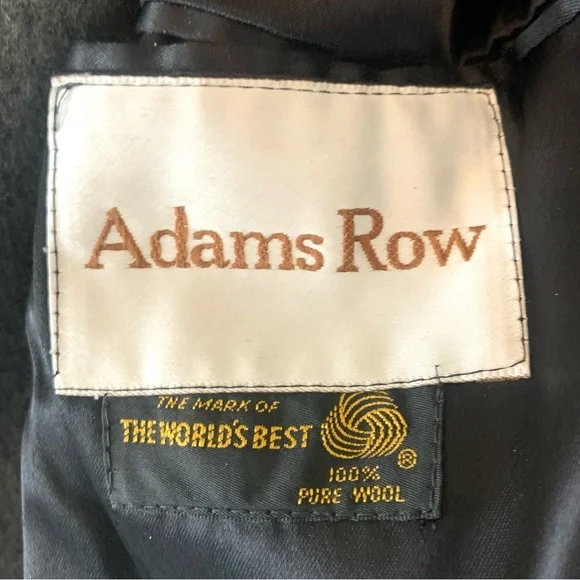 Adams Row
THE MARK OF
THE WORLD'S BEST
®
100%
PURE WOOL